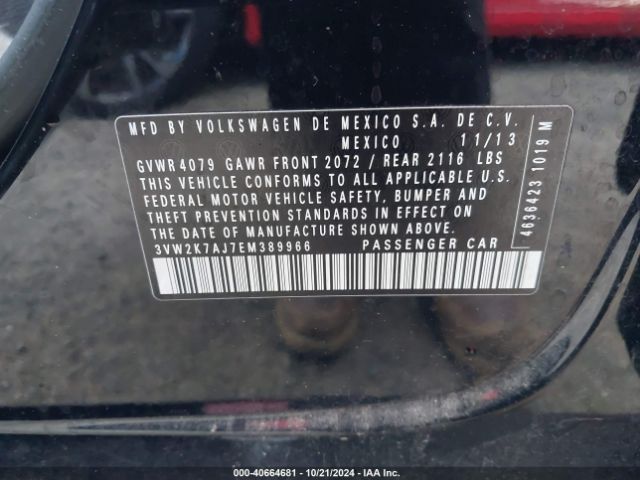 MFD BY VOLKSWAGEN DE MEXICO S.A. DE C.V.
MEXICO 11/13
GVWR 4079 GAWR FRONT 2072 / REAR 2116 LBS
THIS VEHICLE CONFORMS TO ALL APPLICABLE U.S.
FEDERAL MOTOR VEHICLE SAFETY, BUMPER AND
THEFT PREVENTION STANDARDS IN EFFECT ON
THE DATE OF MANUFACTURE SHOWN ABOVE.
3VW2K7AJ7EM389966 PASSENGER CAR
4636423 1019 M
000-40664681 - 10/21/2024 - IAA Inc.